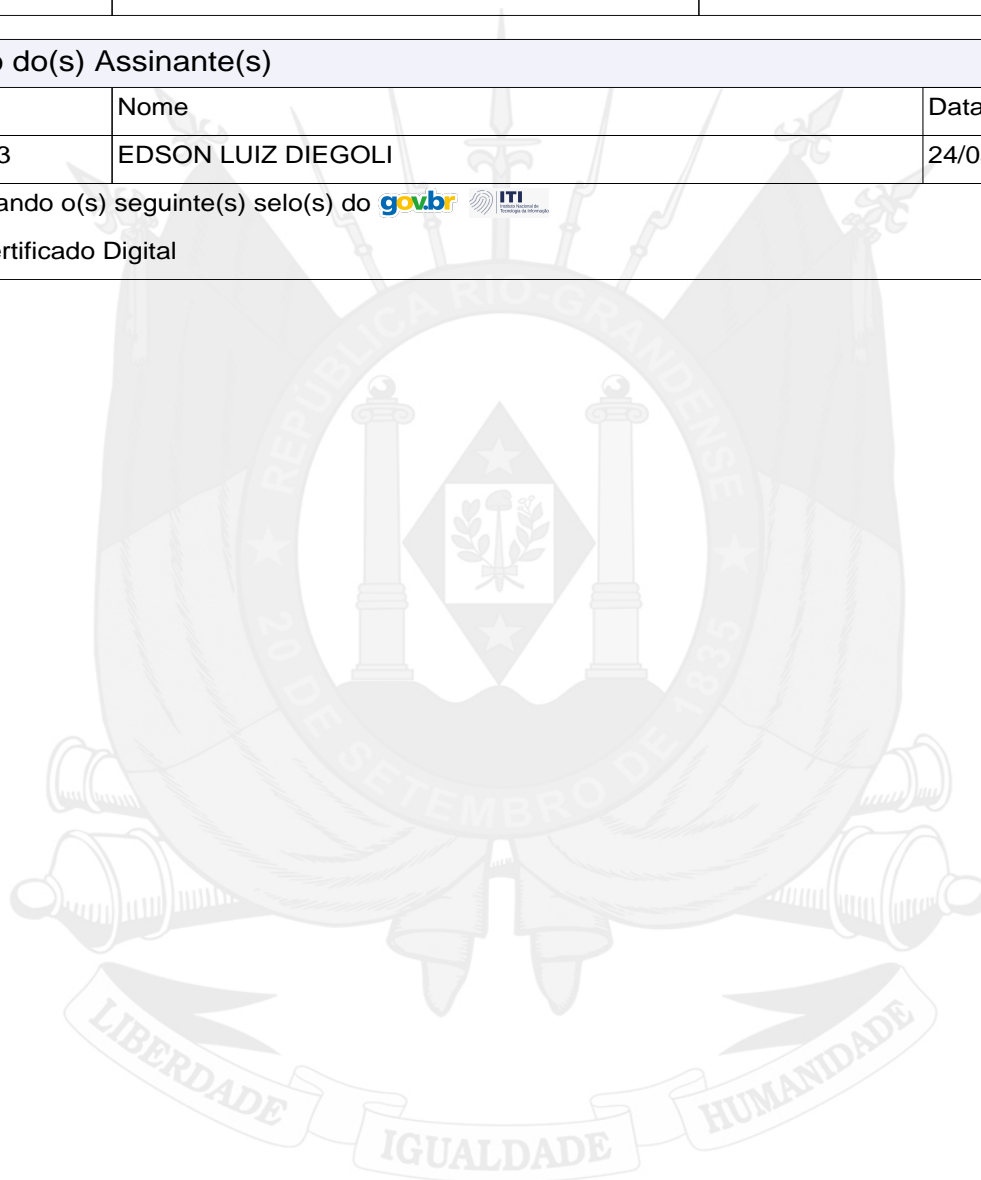 o do(s) Assinante(s)
Nome Data
3 EDSON LUIZ DIEGOLI 24/0
ando o(s) seguinte(s) selo(s) do gov.br ITI
rtificado Digital
REPÚBLICA RIO-GRANDENSE
20 DE SETEMBRO DE 1835
LIBERDADE IGUALDADE HUMANIDADE